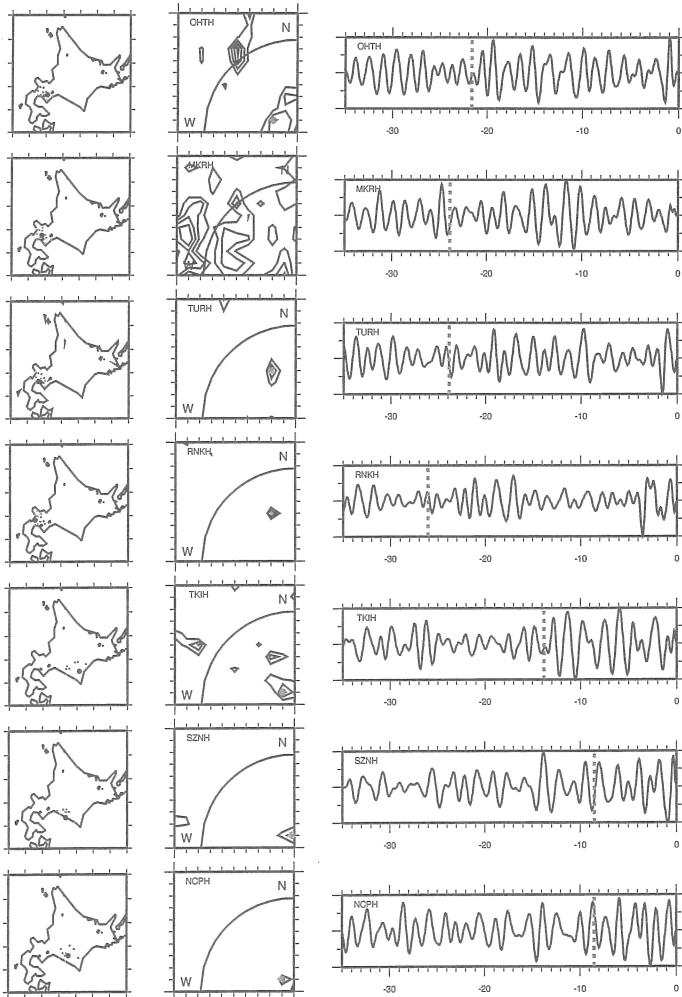 OHTH N
W
OHTH
-30 -20 -10 0
MKRH N
MKRH
-30 -20 -10 0
TURH N
W
TURH
-30 -20 -10 0
RNKH N
W
RNKH
-30 -20 -10 0
TKIH N
W
TKIH
-30 -20 -10 0
SZNH N
W
SZNH
-30 -20 -10 0
NCPH N
W
NCPH
-30 -20 -10 0